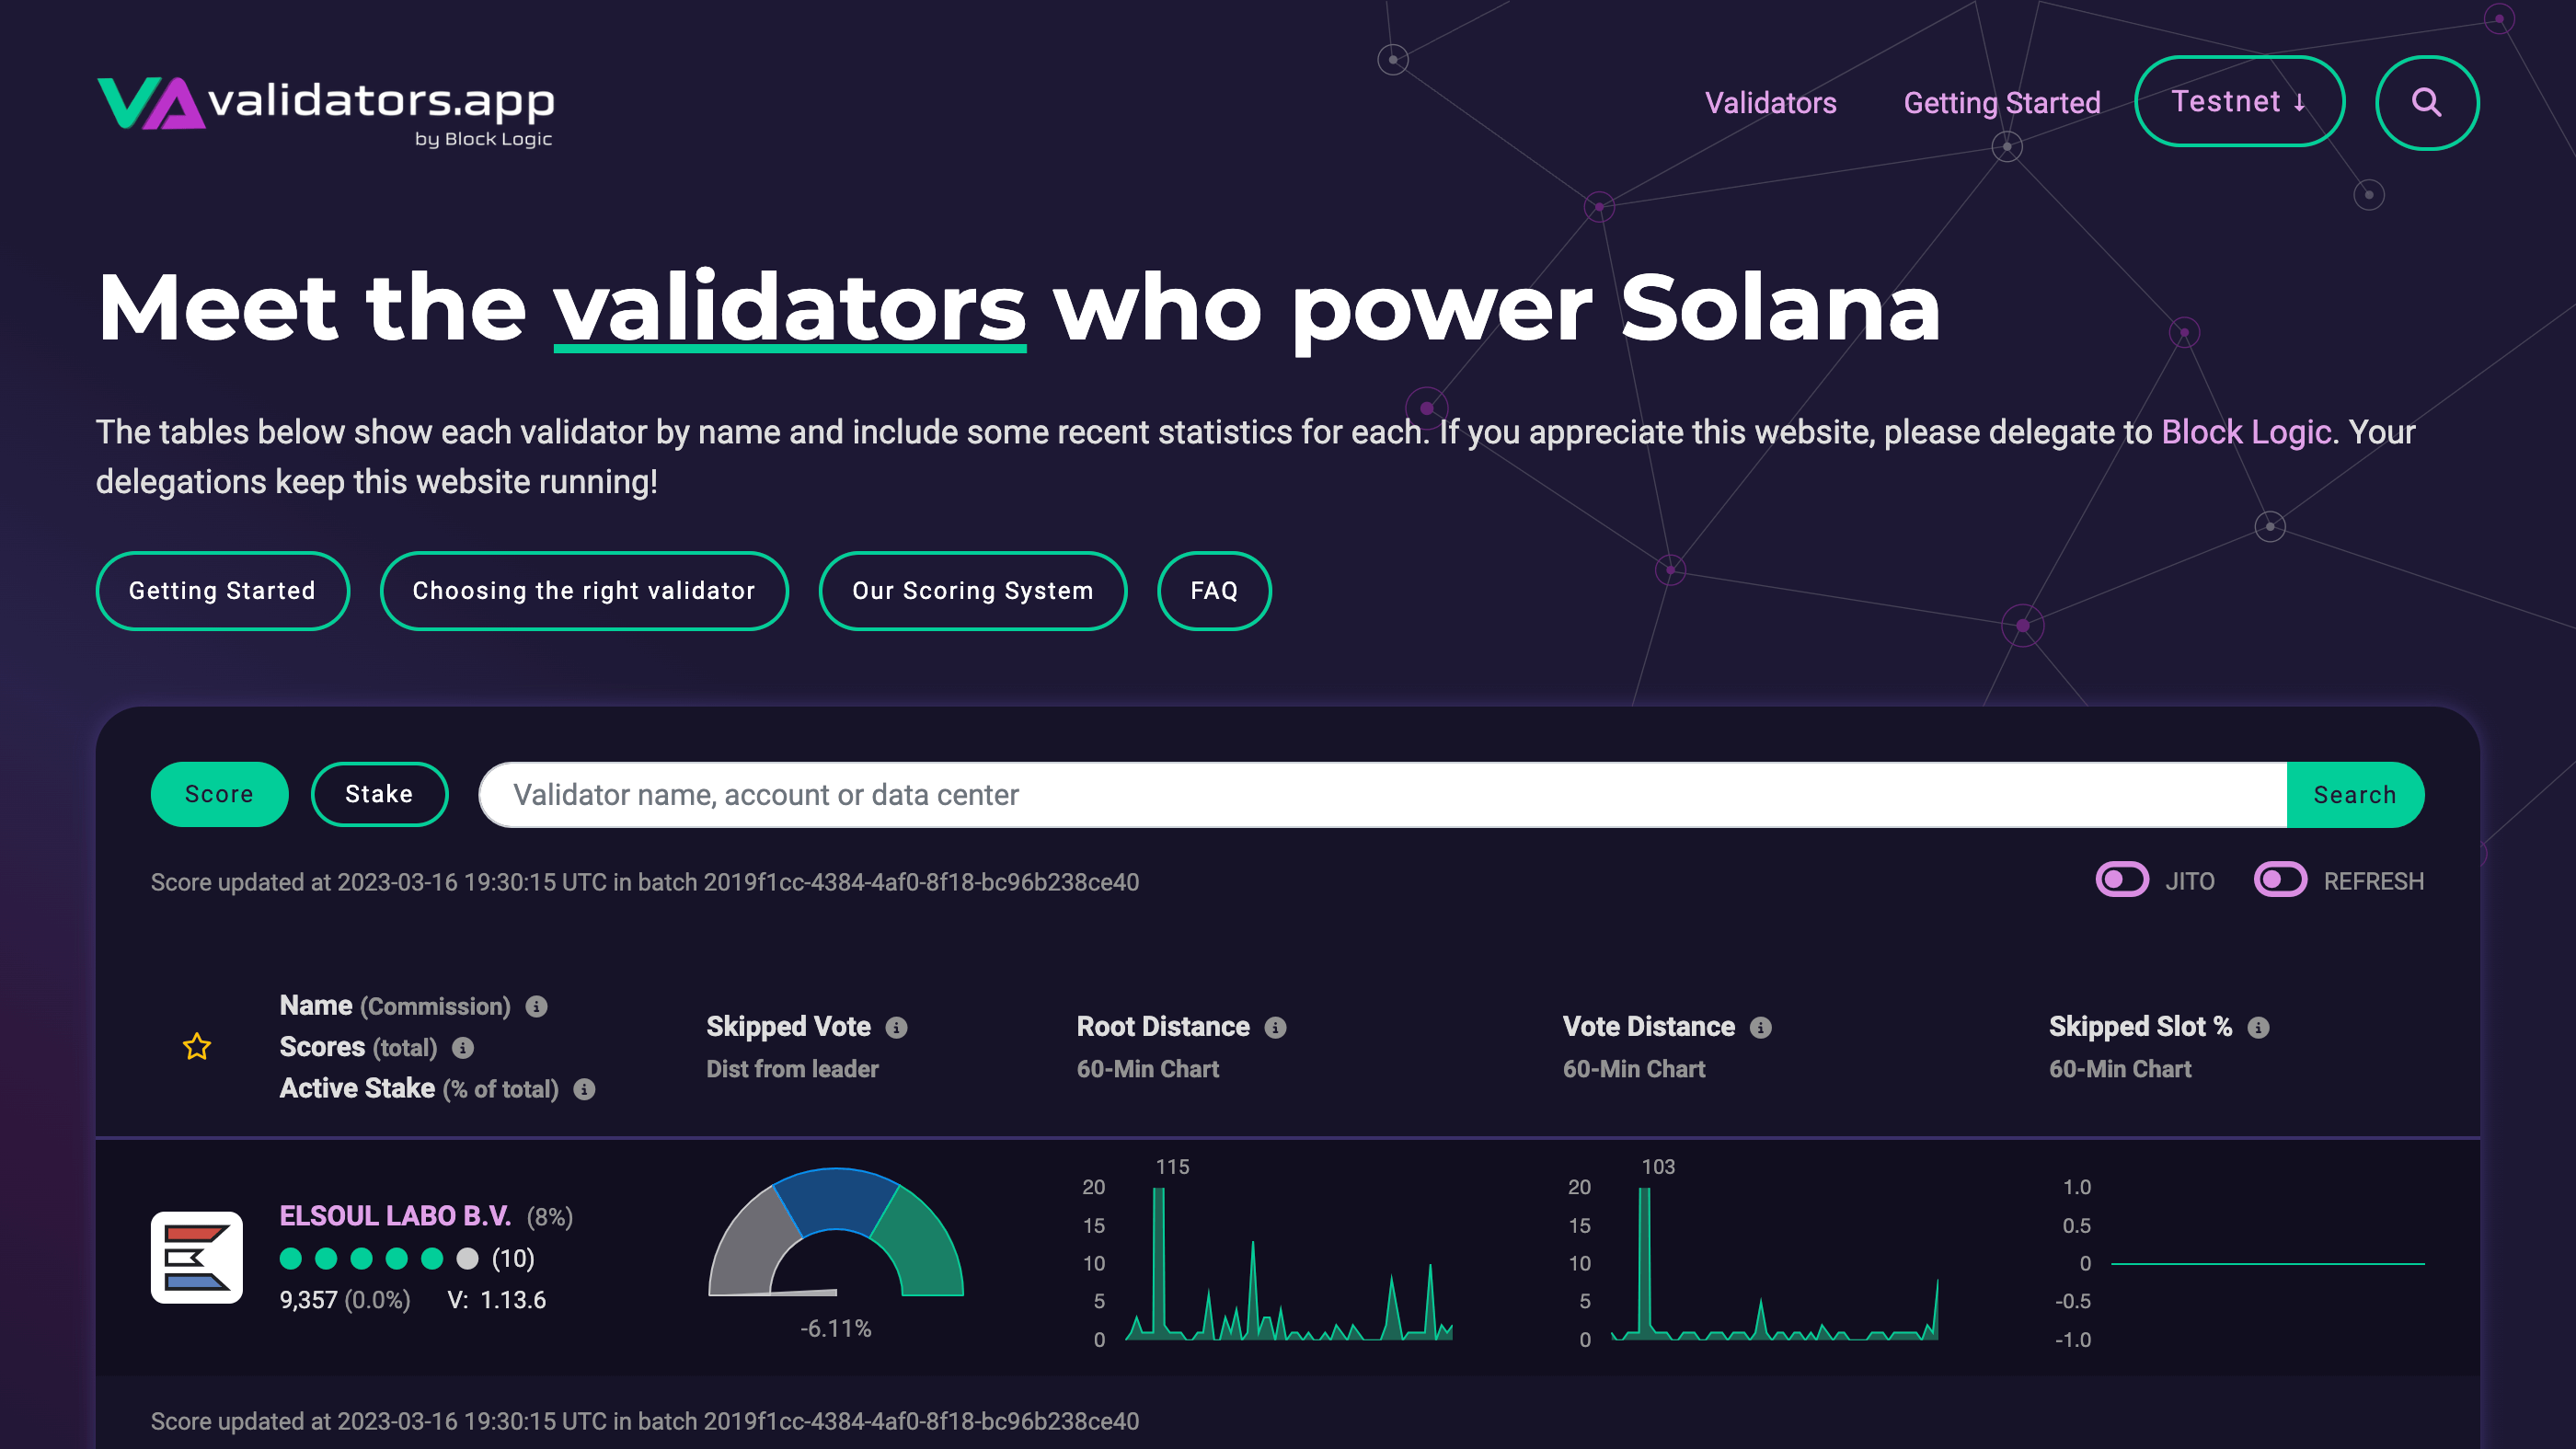 validators.app
by Block Logic
Validators
Getting Started
Testnet ↓
Meet the validators who power Solana
The tables below show each validator by name and include some recent statistics for each. If you appreciate this website, please delegate to Block Logic. Your
delegations keep this website running!
Getting Started
Choosing the right validator
Our Scoring System
FAQ
Score
Stake
Validator name, account or data center
Search
Score updated at 2023-03-16 19:30:15 UTC in batch 2019f1cc-4384-4af0-8f18-bc96b238ce40
JITO
REFRESH
Name (Commission)
Scores (total)
Active Stake (% of total)
Skipped Vote
Dist from leader
Root Distance
60-Min Chart
Vote Distance
60-Min Chart
Skipped Slot %
60-Min Chart
ELSOUL LABO B.V. (8%)
(10)
9,357 (0.0%) V: 1.13.6
-6.11%
115
20
15
10
5
0
103
20
15
10
5
0
1.0
0.5
0
-0.5
-1.0
Score updated at 2023-03-16 19:30:15 UTC in batch 2019f1cc-4384-4af0-8f18-bc96b238ce40